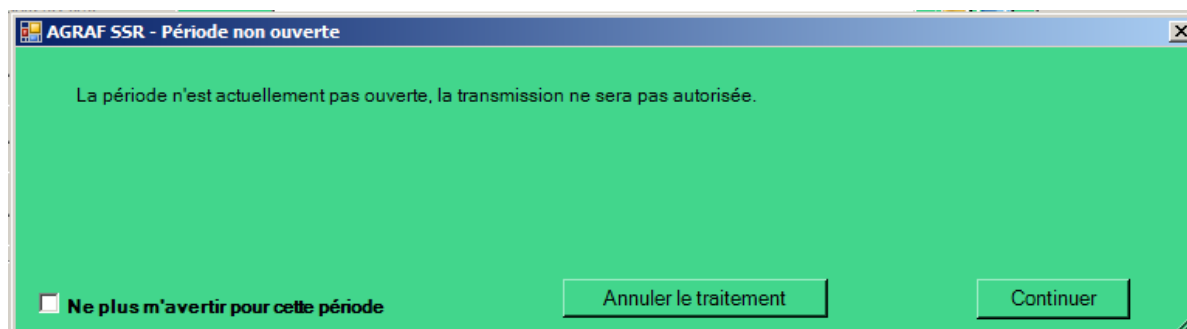 AGRAF SSR - Période non ouverte
La période n'est actuellement pas ouverte, la transmission ne sera pas autorisée.
Ne plus m'avertir pour cette période
Annuler le traitement
Continuer